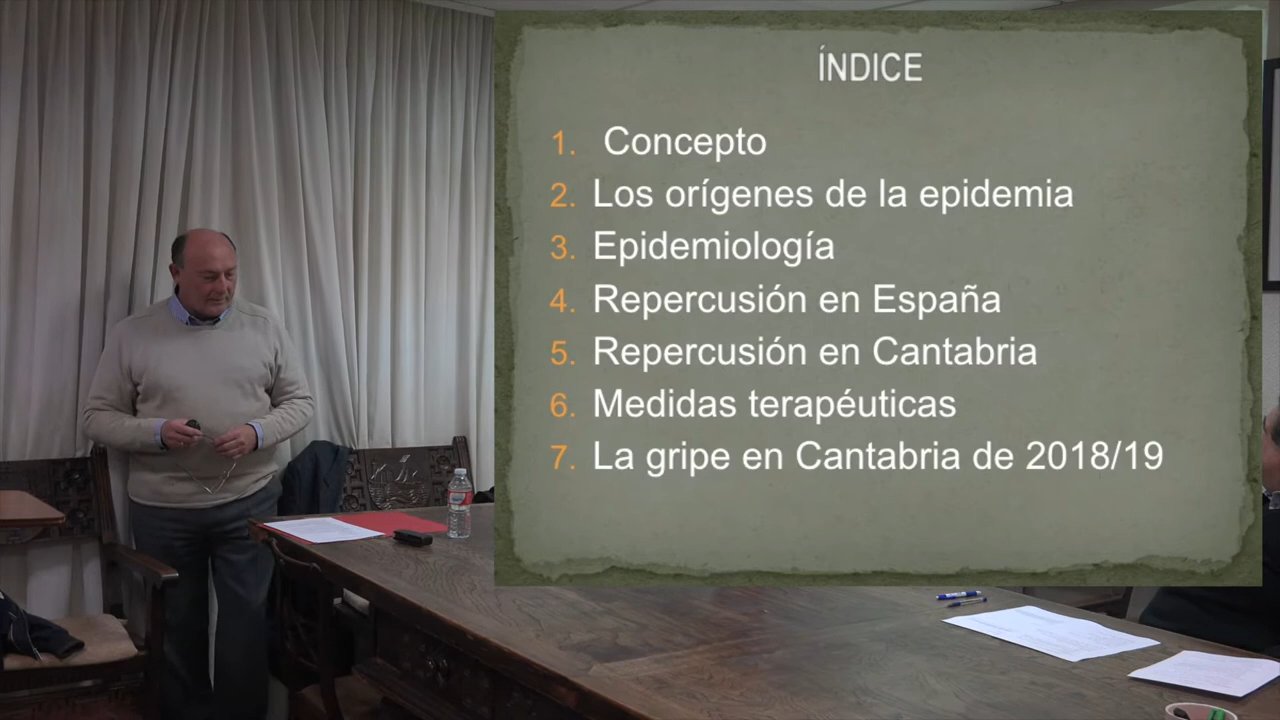 ÍNDICE
1. Concepto
2. Los orígenes de la epidemia
3. Epidemiología
4. Repercusión en España
5. Repercusión en Cantabria
6. Medidas terapéuticas
7. La gripe en Cantabria de 2018/19